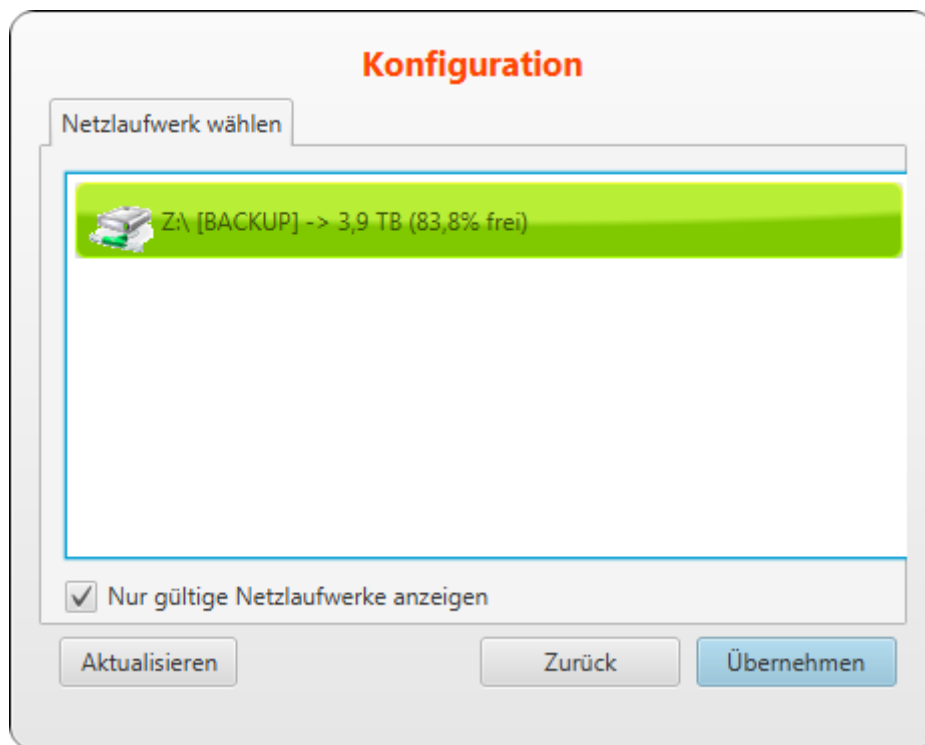 Konfiguration
Netzlaufwerk wählen
Z:\ [BACKUP] -> 3,9 TB (83,8% frei)
Nur gültige Netzlaufwerke anzeigen
Aktualisieren
Zurück
Übernehmen